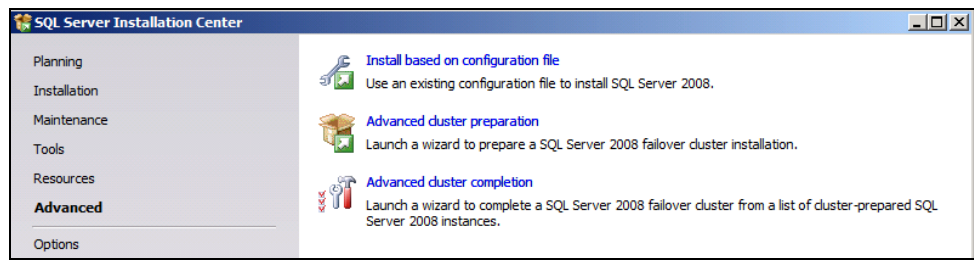 SQL Server Installation Center
Planning
Installation
Maintenance
Tools
Resources
Advanced
Options
Install based on configuration file
Use an existing configuration file to install SQL Server 2008.
Advanced cluster preparation
Launch a wizard to prepare a SQL Server 2008 failover cluster installation.
Advanced cluster completion
Launch a wizard to complete a SQL Server 2008 failover cluster from a list of cluster-prepared SQL
Server 2008 instances.